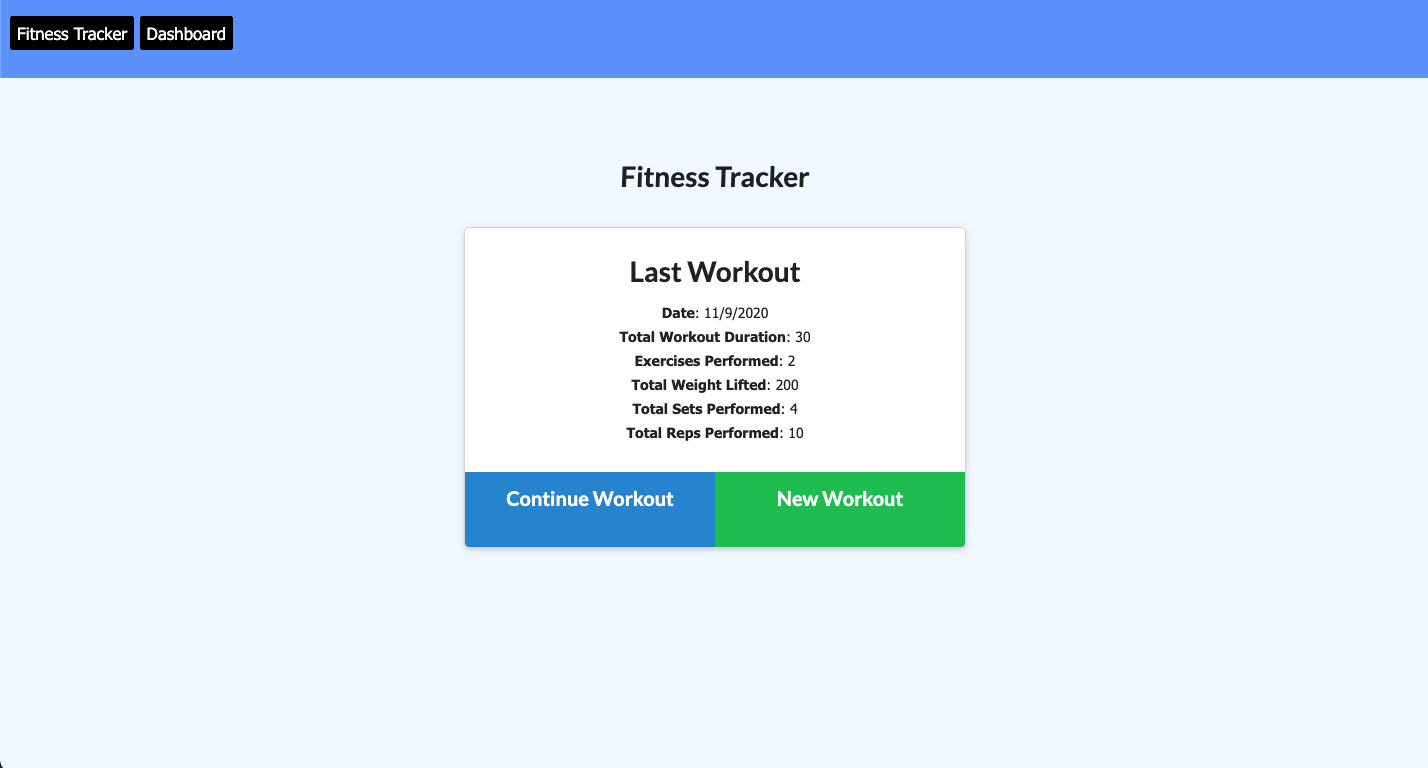 Fitness Tracker Dashboard
Fitness Tracker
Last Workout
Date: 11/9/2020
Total Workout Duration: 30
Exercises Performed: 2
Total Weight Lifted: 200
Total Sets Performed: 4
Total Reps Performed: 10
Continue Workout New Workout